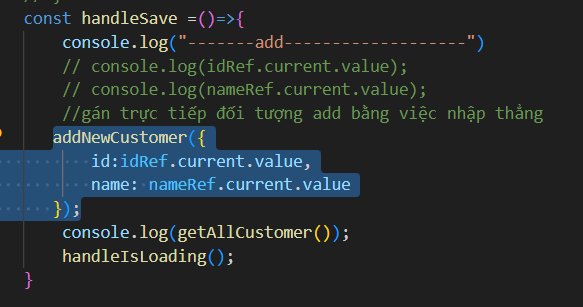 const handleSave =()=>{
console.log("-------add-------------------")
// console.log(idRef.current.value);
// console.log(nameRef.current.value);
//gán trực tiếp đối tượng add bằng việc nhập thẳng
addNewCustomer({
id:idRef.current.value,
name: nameRef.current.value
});
console.log(getAllCustomer());
handleIsLoading();
}